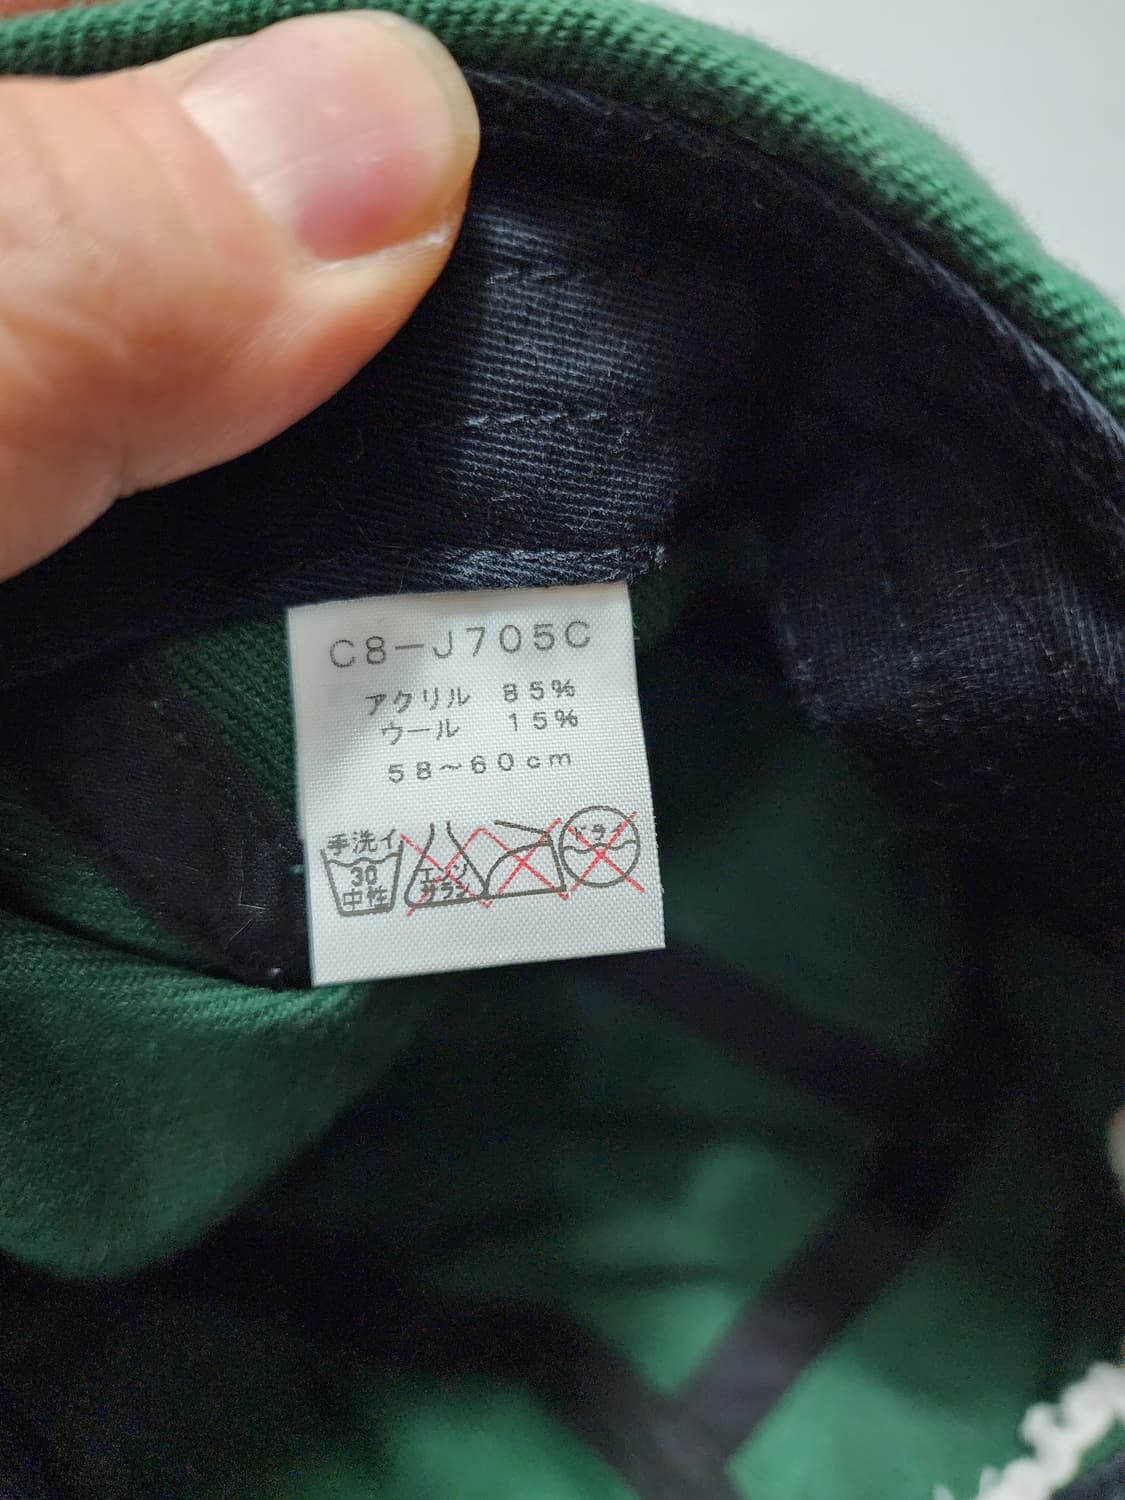 C8-J705C
アクリル 85%
ウール 15%
58～60cm
手洗イ
30
中性
エンソ
サラシ
ドライ